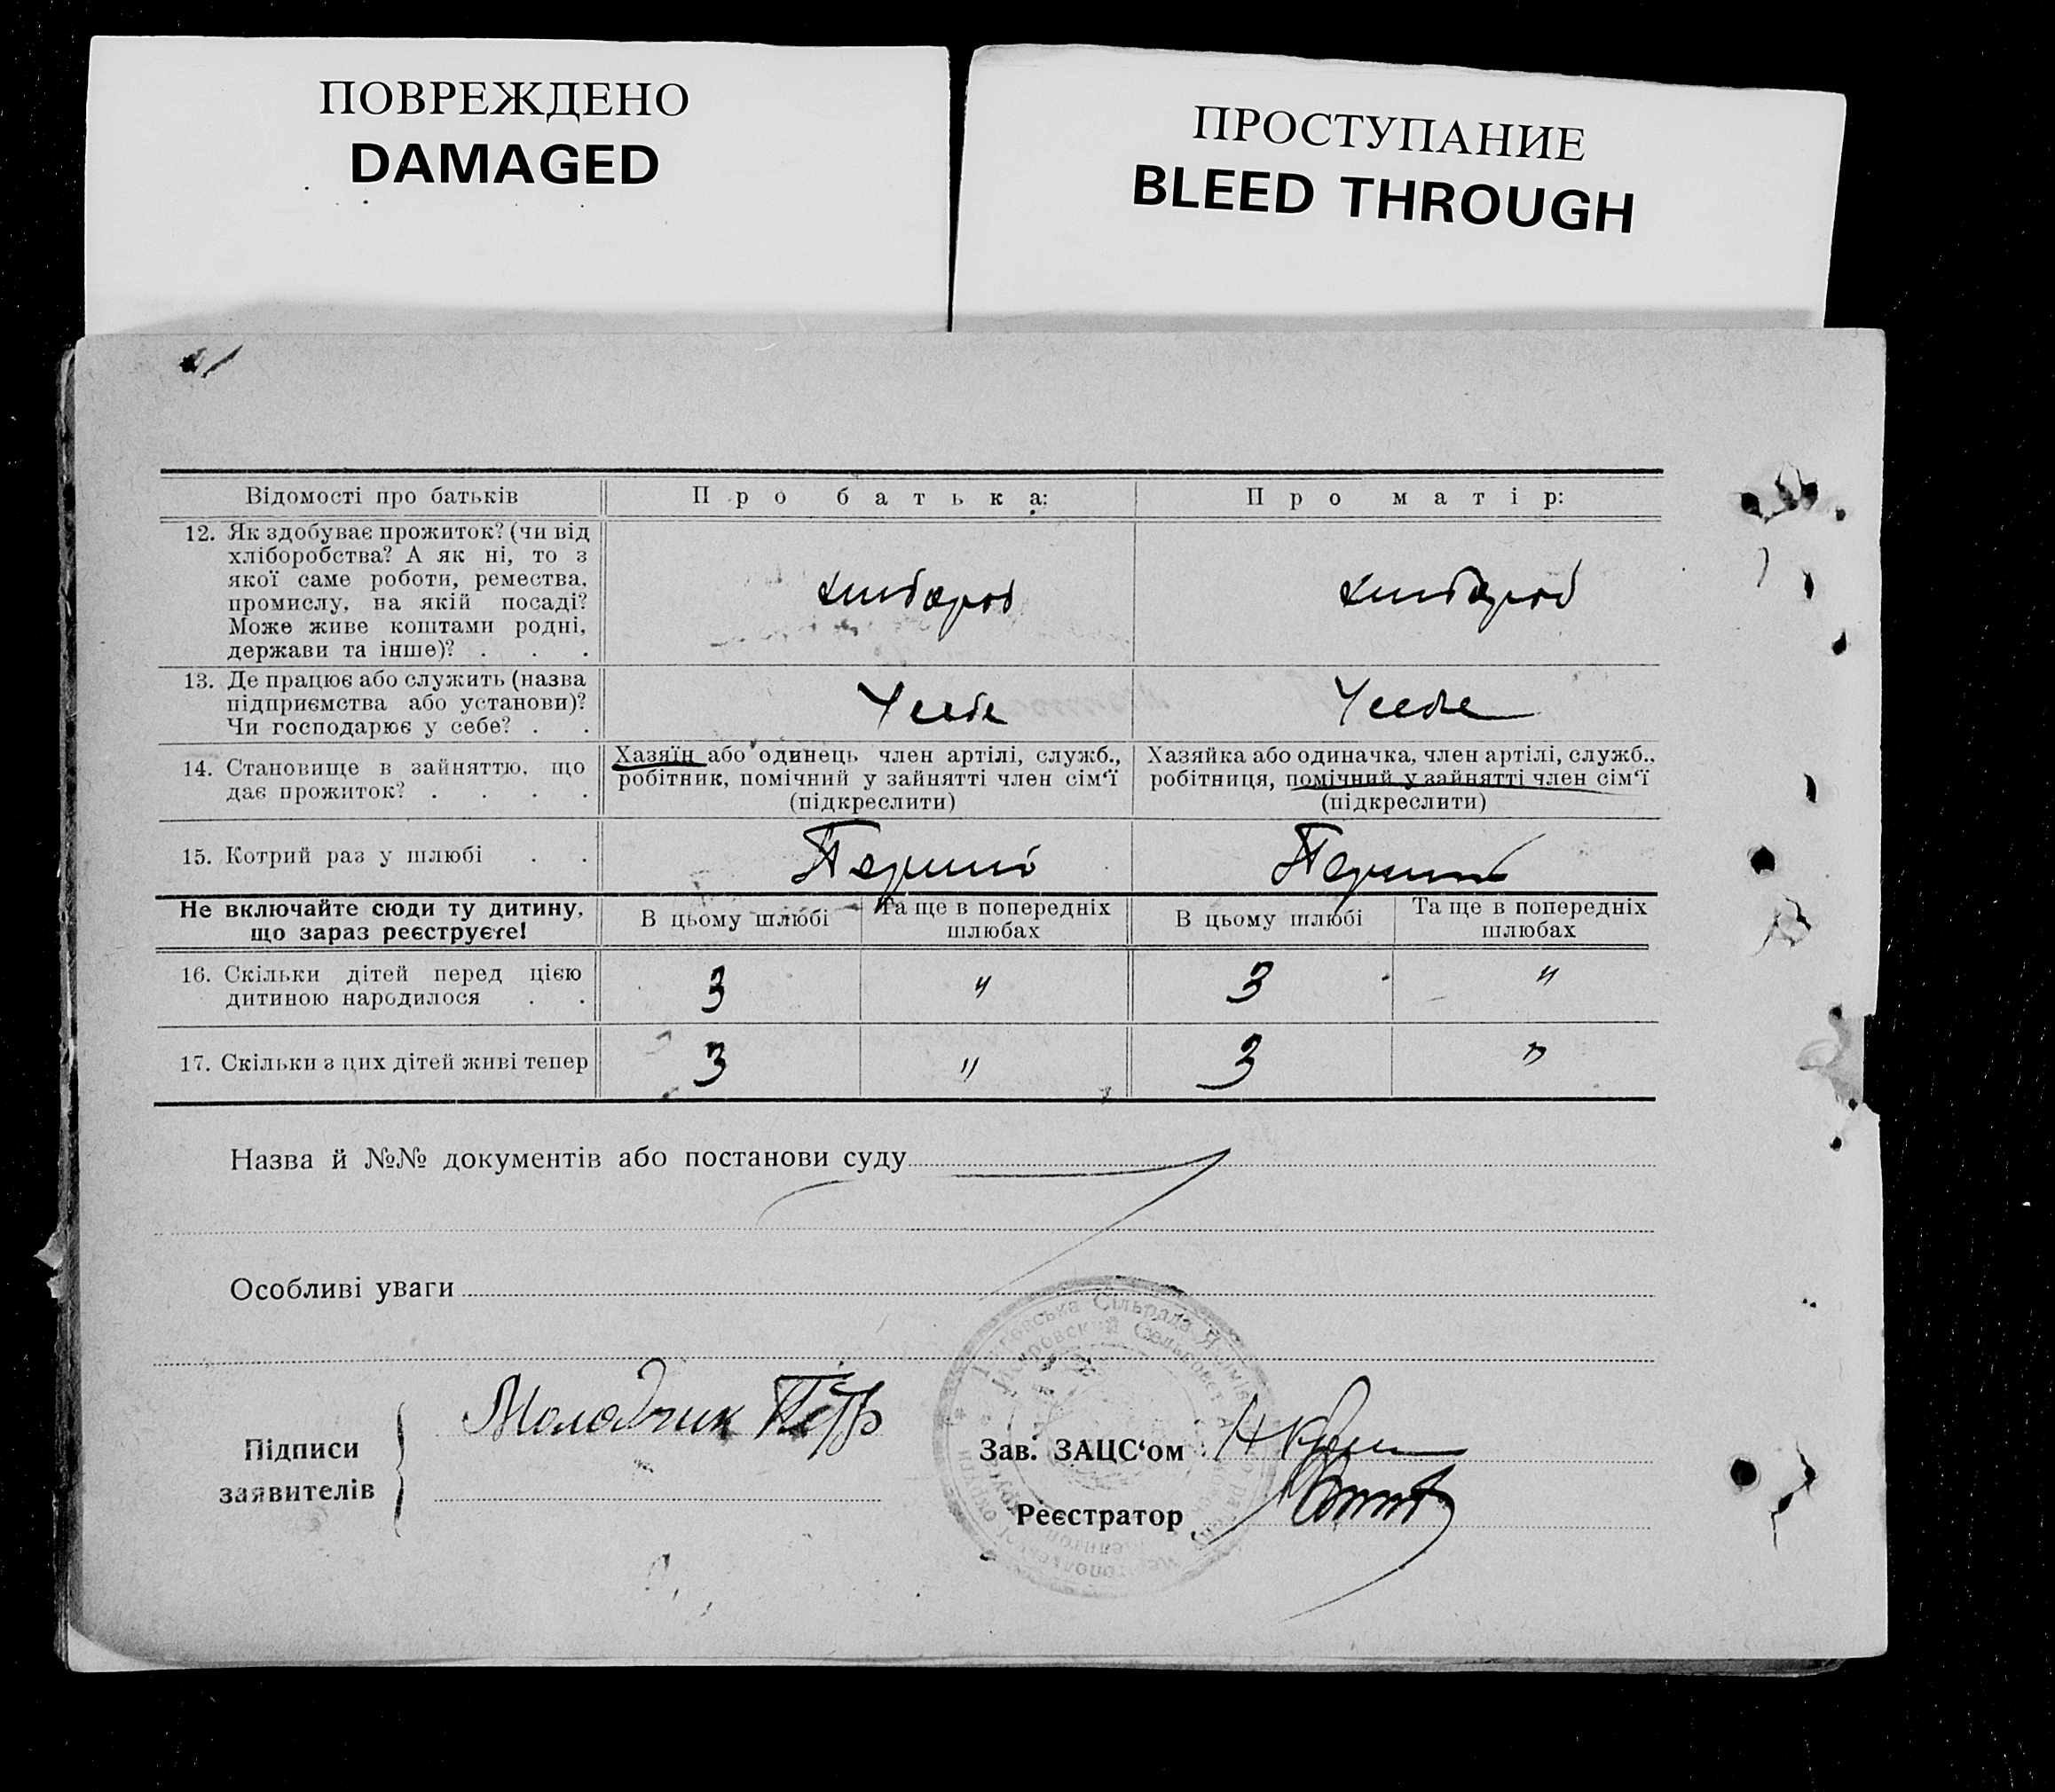 ПОВРЕЖДЕНО
DAMAGED
ПРОСТУПАНИЕ
BLEED THROUGH
Відомості про батьків
Про батька:
Про матір:
12. Як здобуває прожиток? (чи від
хліборобства? А як ні, то з
якої саме роботи, ремества,
промислу, на якій посаді?
Може живе коштами родні,
держави та інше)? . . .
хлібороб
хлібороб
13. Де працює або служить (назва
підприємства або установи)?
Чи господарює у себе? . .
У себе
У себе
14. Становище в зайняттю, що
дає прожиток? . . . .
Хазяїн або одинець член артілі, служб.,
робітник, помічний у зайнятті член сім‘ї
(підкреслити)
Хазяйка або одиначка, член артілі, служб.,
робітниця, помічний у зайнятті член сім‘ї
(підкреслити)
15. Котрий раз у шлюбі . .
Перший
Перший
Не включайте сюди ту дитину,
що зараз реєструєте!
В цьому шлюбі
Та ще в попередніх
шлюбах
В цьому шлюбі
Та ще в попередніх
шлюбах
16. Скільки дітей перед цією
дитиною народилося . .
3 " 3 "
17. Скільки з цих дітей живі тепер
3 " 3 "
Назва й №№ документів або постанови суду
Особливі уваги
Підписи
заявителів
Молодчик Пётр
Зав. ЗАЦС‘ом
Реєстратор
Сільрада